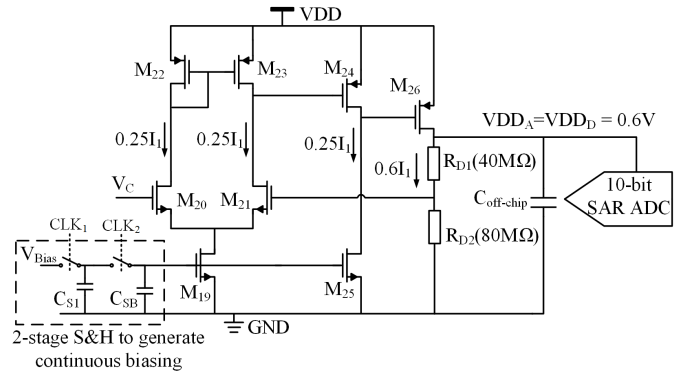 VDD
M22
M23
M24
M26
VDDA=VDDD = 0.6V
0.25I1
0.25I1
0.25I1
0.6I1
RD1(40MΩ)
10-bit
SAR ADC
VC
M20
M21
Coff-chip
RD2(80MΩ)
CLK1
CLK2
VBias
M19
M25
CS1
CSB
GND
2-stage S&H to generate
continuous biasing